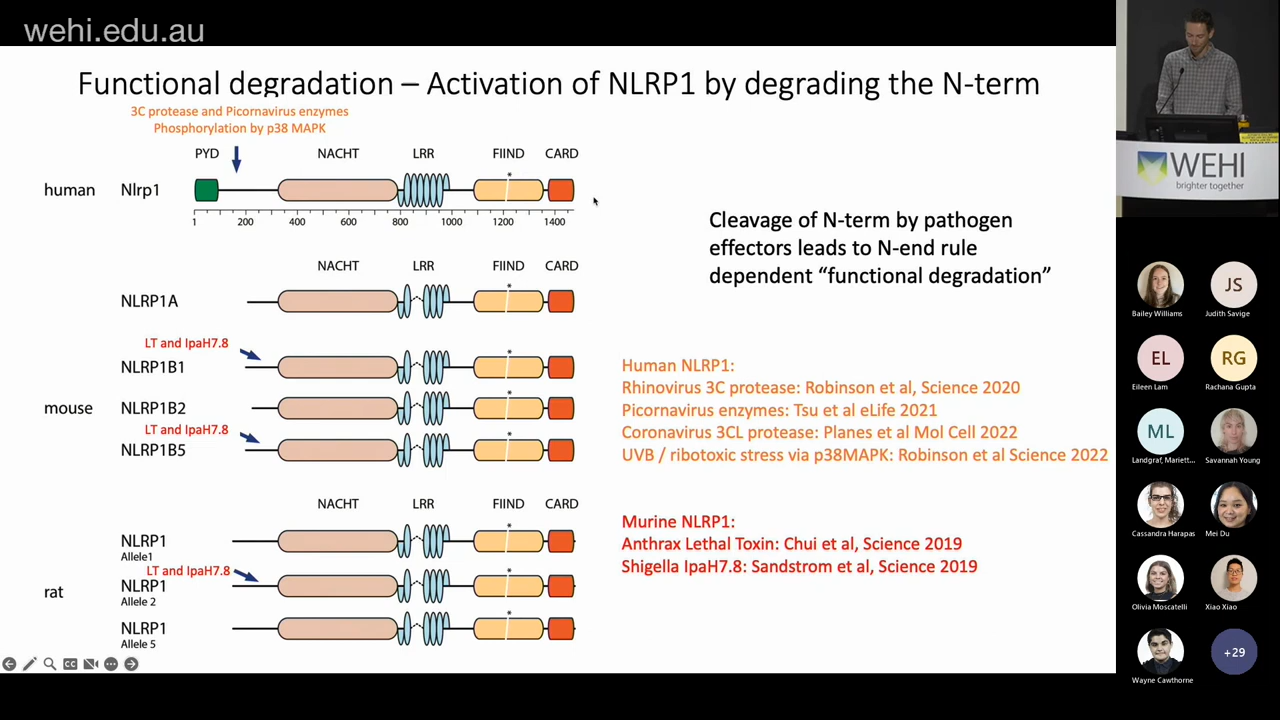 wehi.edu.au
Functional degradation – Activation of NLRP1 by degrading the N-term
3C protease and Picornavirus enzymes
Phosphorylation by p38 MAPK
PYD NACHT LRR FIIND CARD
human Nlrp1 *
1 200 400 600 800 1000 1200 1400
Cleavage of N-term by pathogen
effectors leads to N-end rule
dependent “functional degradation”
NACHT LRR FIIND CARD
NLRP1A *
LT and IpaH7.8
NLRP1B1 *
mouse NLRP1B2 *
LT and IpaH7.8
NLRP1B5 *
Human NLRP1:
Rhinovirus 3C protease: Robinson et al, Science 2020
Picornavirus enzymes: Tsu et al eLife 2021
Coronavirus 3CL protease: Planes et al Mol Cell 2022
UVB / ribotoxic stress via p38MAPK: Robinson et al Science 2022
NACHT LRR FIIND CARD
NLRP1 *
Allele1
LT and IpaH7.8
rat NLRP1 *
Allele 2
NLRP1 *
Allele 5
Murine NLRP1:
Anthrax Lethal Toxin: Chui et al, Science 2019
Shigella IpaH7.8: Sandstrom et al, Science 2019
CC
WEHI
brighter together
JS
Bailey Williams Judith Savige
EL RG
Eileen Lam Rachana Gupta
ML
Landgraf, Mariett... Savannah Young
Cassandra Harapas Mei Du
Olivia Moscatelli Xiao Xiao
+29
Wayne Cawthorne